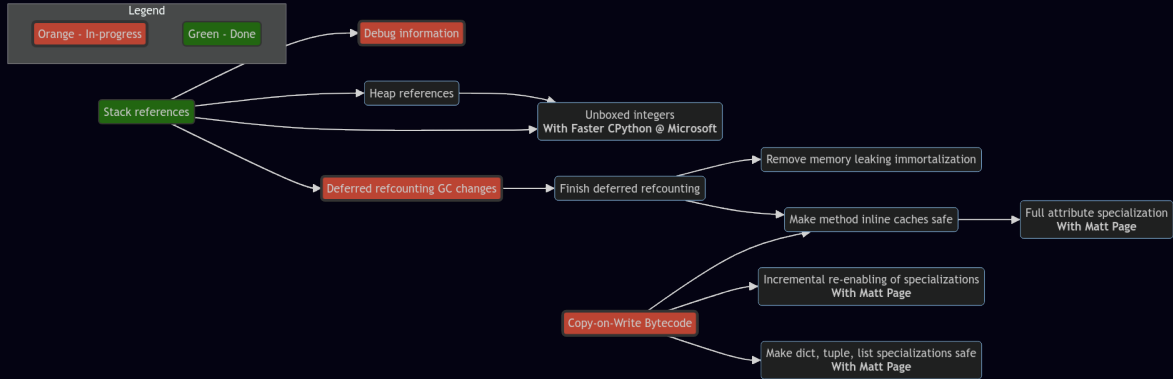 Legend
Orange - In-progress
Green - Done
Debug information
Stack references
Heap references
Unboxed integers
With Faster CPython @ Microsoft
Deferred refcounting GC changes
Finish deferred refcounting
Remove memory leaking immortalization
Make method inline caches safe
Full attribute specialization
With Matt Page
Incremental re-enabling of specializations
With Matt Page
Copy-on-Write Bytecode
Make dict, tuple, list specializations safe
With Matt Page